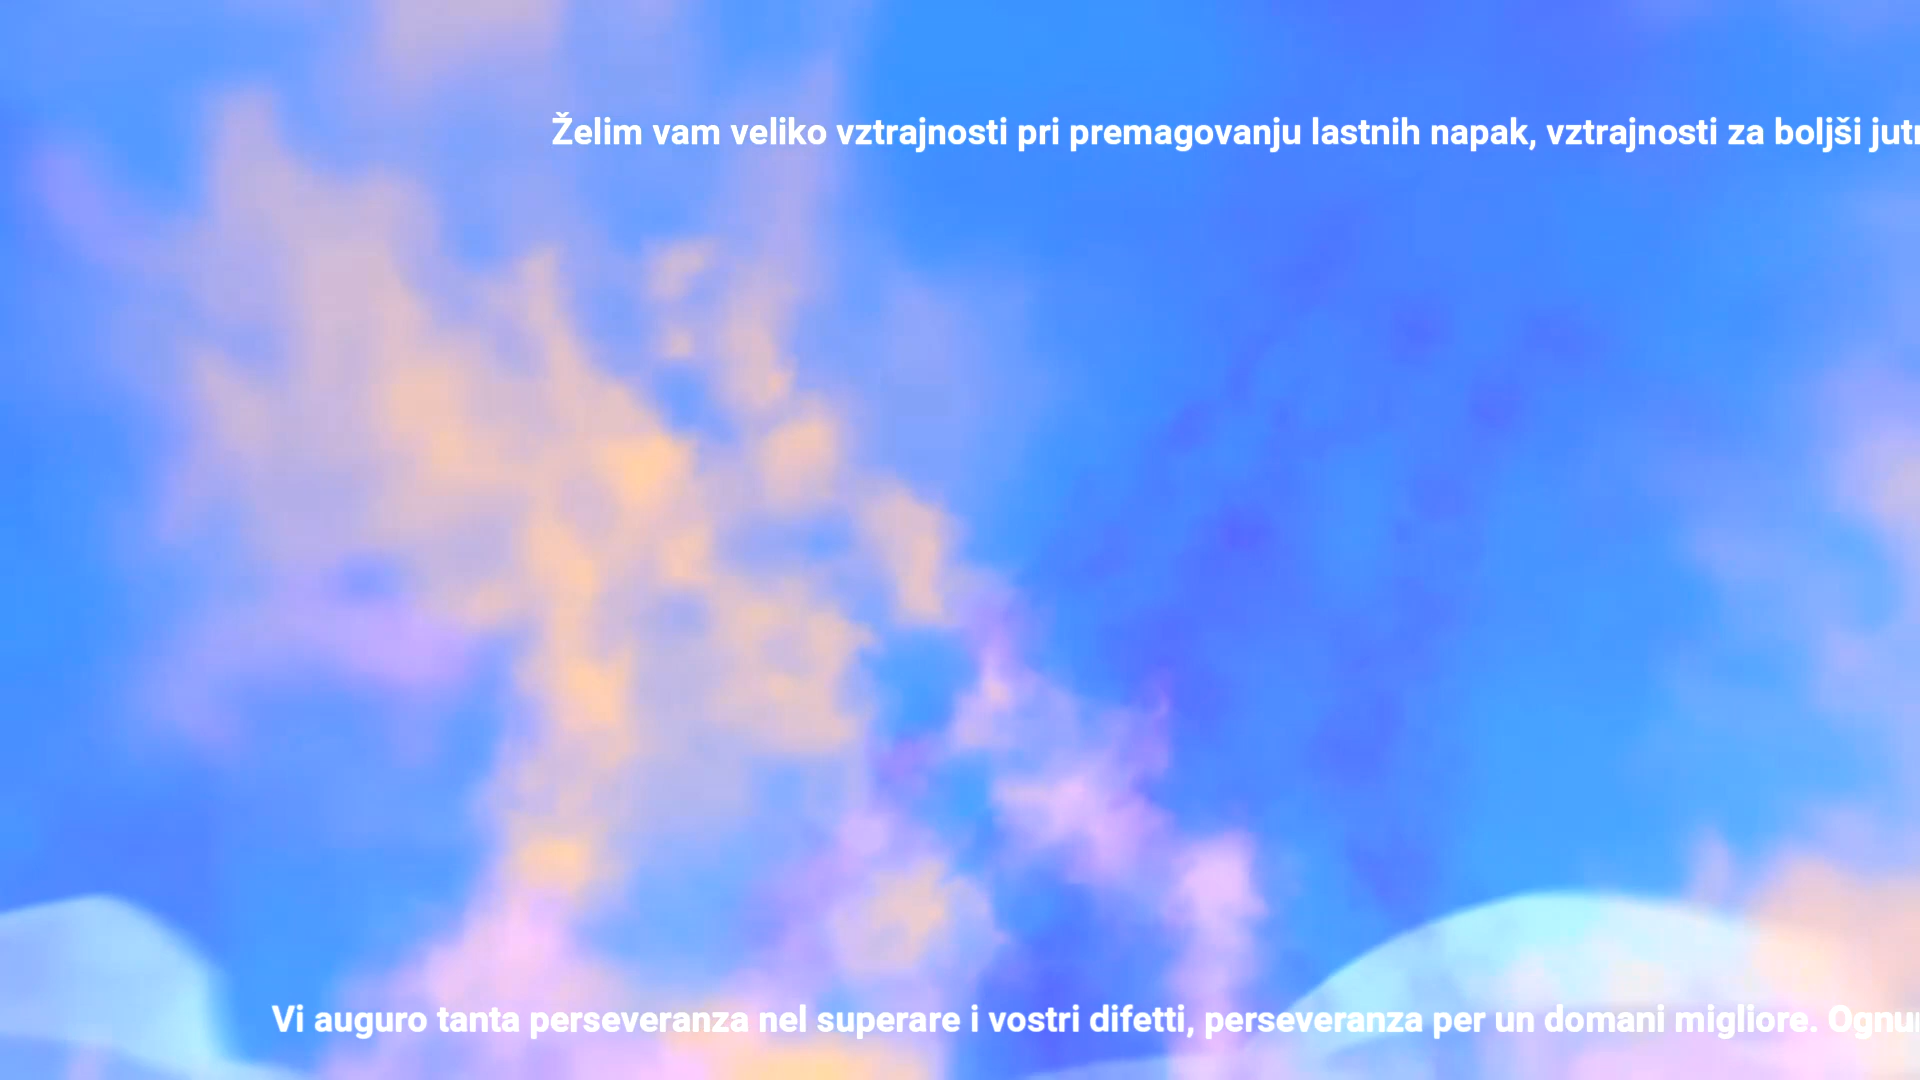 Želim vam veliko vztrajnosti pri premagovanju lastnih napak, vztrajnosti za boljši
Vi auguro tanta perseveranza nel superare i vostri difetti, perseveranza per un domani migliore.